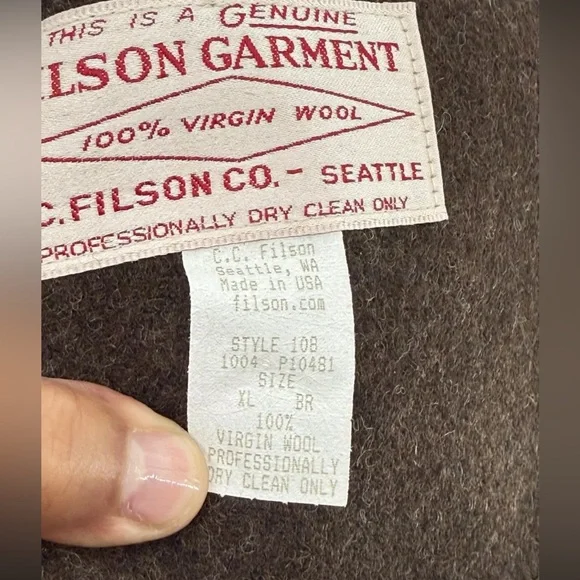 THIS IS A GENUINE
ILSON GARMENT
100% VIRGIN WOOL
C. FILSON CO. - SEATTLE
PROFESSIONALLY DRY CLEAN ONLY
C.C. Filson
Seattle, WA
Made in USA
filson.com
STYLE 108
1004 P10481
SIZE
XL BR
100%
VIRGIN WOOL
PROFESSIONALLY
DRY CLEAN ONLY